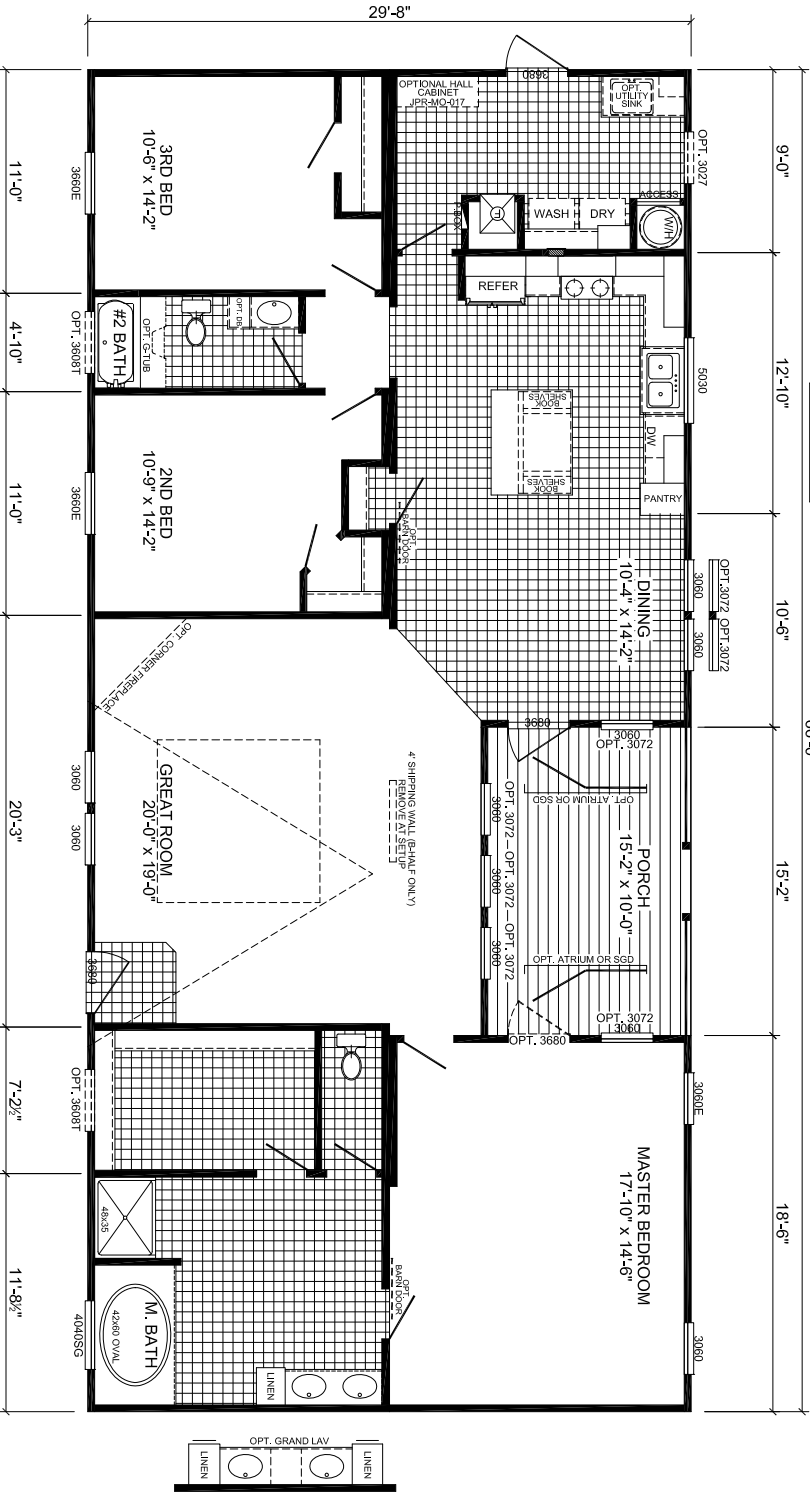 29'-8"
OPTIONAL HALL
CABINET
JPR-MO-017
3680
OPT.
UTILITY
SINK
OPT. 3027
9'-0"
11'-0"
3660E
3RD BED
10'-6" x 14'-2"
P.BOX
F
WASH
DRY
ACCESS
W/H
REFER
4'-10"
OPT. 3608T
#2 BATH
OPT. G-TUB
OPT. DB
BOOK
SHELVES
BOOK
SHELVES
DW
PANTRY
5030
12'-10"
11'-0"
3660E
2ND BED
10'-9" x 14'-2"
OPT.
BARN DOOR
DINING
10'-4" x 14'-2"
3060
3060
OPT.3072
OPT.3072
10'-6"
OPT. CORNER FIREPLACE
3680
3060
OPT. 3072
OPT. ATRIUM OR SGD
4' SHIPPING WALL (B-HALF ONLY)
REMOVE AT SETUP
20'-3"
3060
3060
GREAT ROOM
20'-0" x 19'-0"
OPT. 3072
OPT. 3072
OPT. 3072
3060
3060
3060
PORCH
15'-2" x 10'-0"
15'-2"
OPT. ATRIUM OR SGD
3680
OPT. 3072
3060
OPT. 3680
7'-2½"
OPT. 3608T
3060E
MASTER BEDROOM
17'-10" x 14'-6"
18'-6"
48x35
11'-8½"
4040SG
42x60 OVAL
M. BATH
OPT
BARN DOOR
3060
LINEN
OPT. GRAND LAV
LINEN
LINEN